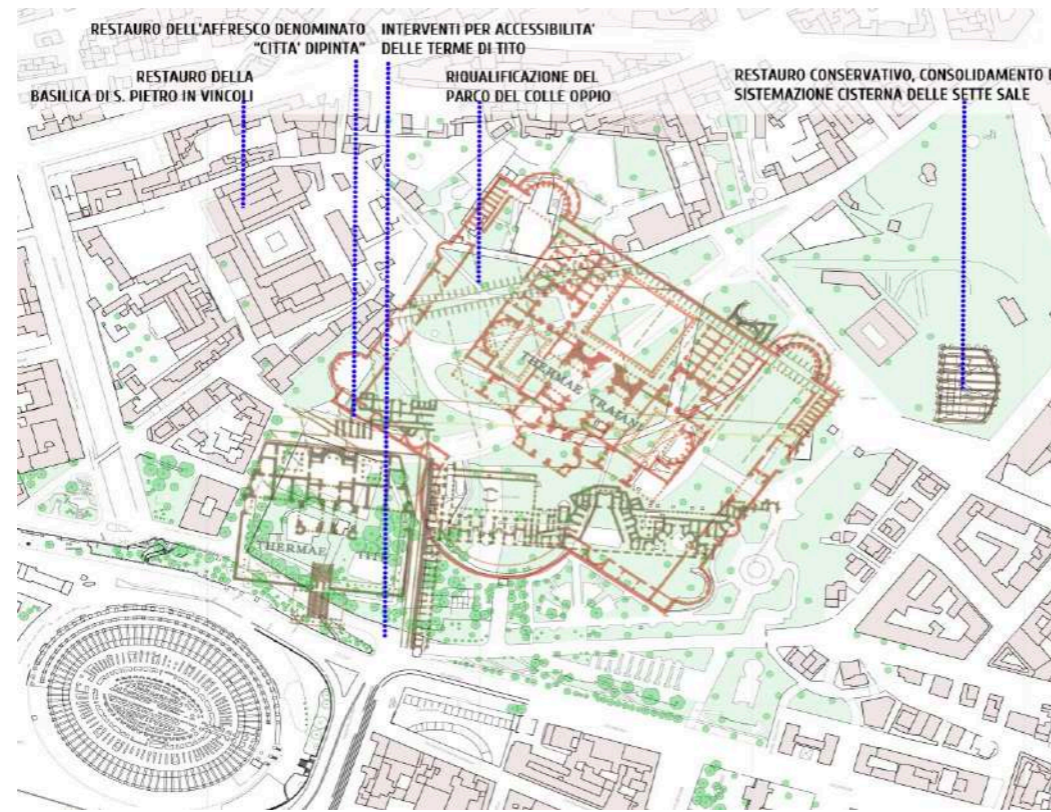 RESTAURO DELL'AFFRESCO DENOMINATO
"CITTA' DIPINTA"
INTERVENTI PER ACCESSIBILITA'
DELLE TERME DI TITO
RESTAURO DELLA
BASILICA DI S. PIETRO IN VINCOLI
RIQUALIFICAZIONE DEL
PARCO DEL COLLE OPPIO
RESTAURO CONSERVATIVO, CONSOLIDAMENTO
SISTEMAZIONE CISTERNA DELLE SETTE SALE
THERMAE TRAIANI
THERMAE